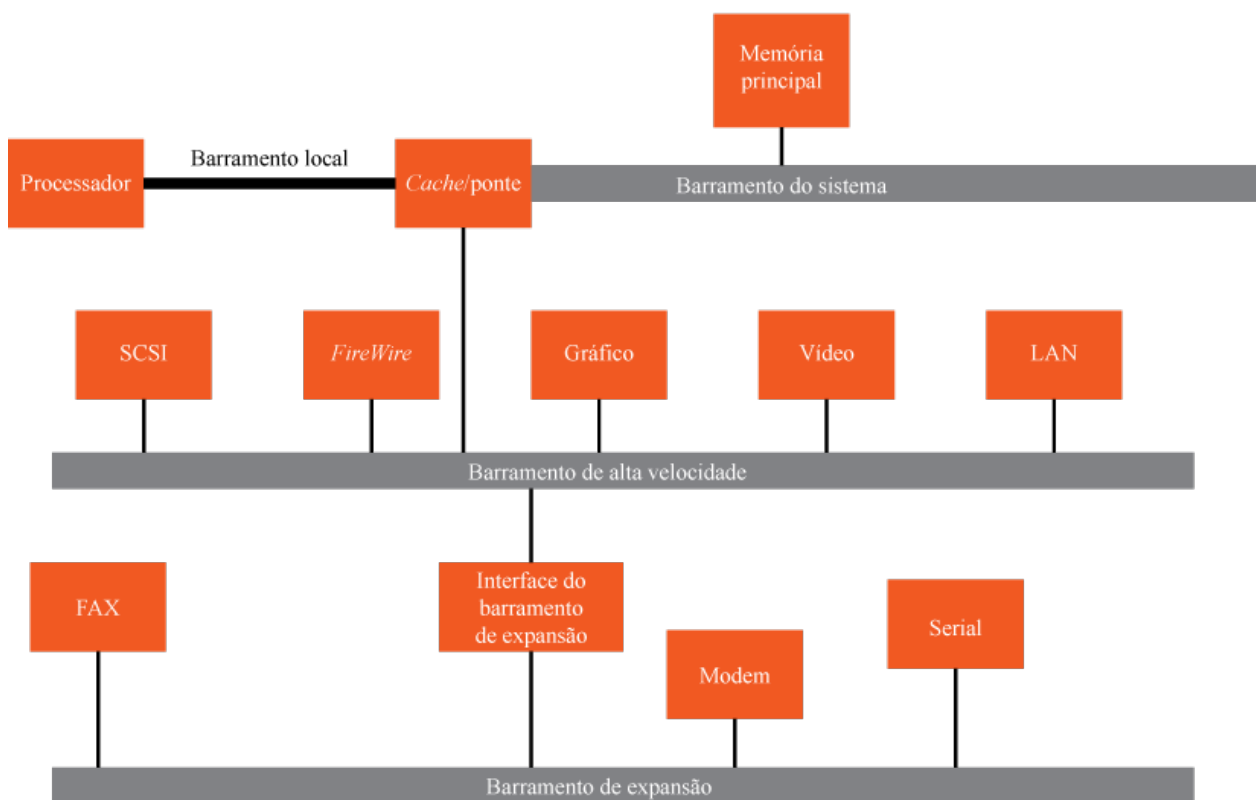 Memória
principal
Barramento local
Processador
Cache/ponte
Barramento do sistema
SCSI
FireWire
Gráfico
Vídeo
LAN
Barramento de alta velocidade
FAX
Interface do
barramento
de expansão
Modem
Serial
Barramento de expansão